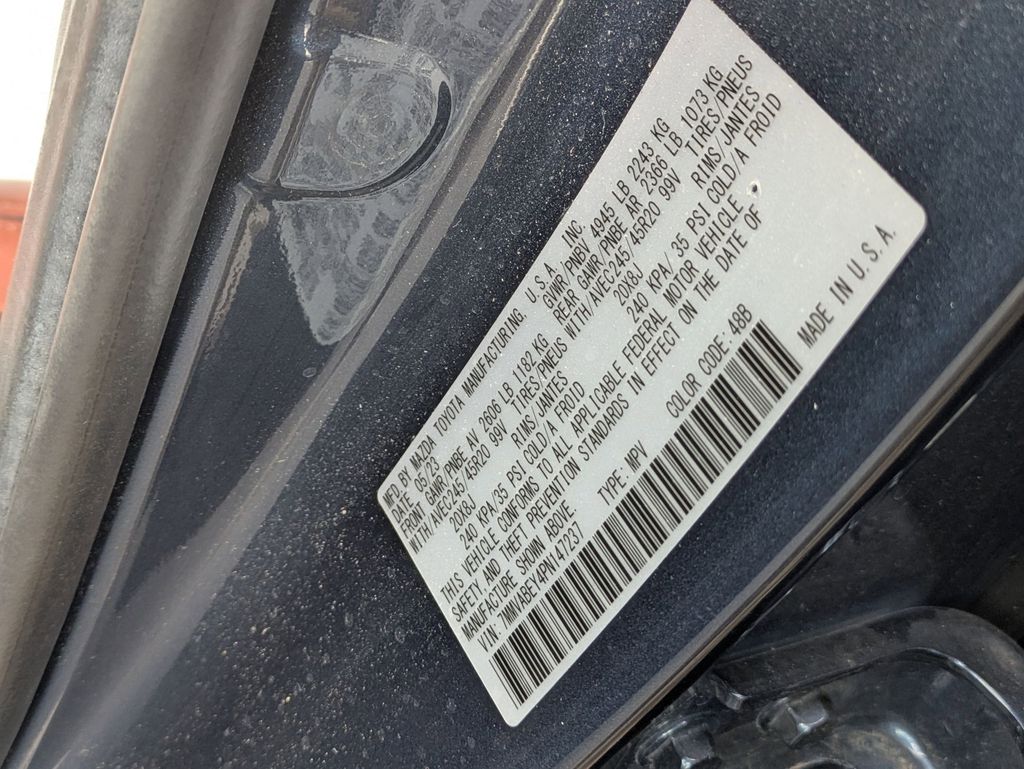 MFD.BY MAZDA TOYOTA MANUFACTURING, U.S.A., INC.
DATE 05/23 GVWR/PNBV 4945 LB 2243 KG
FRONT GAWR/PNBE AV 2606 LB 1182 KG REAR GAWR/PNBE AR 2366 LB 1073 KG
WITH/AVEC245/45R20 99V TIRES/PNEUS WITH/AVEC245/45R20 99V TIRES/PNEUS
20X8J RIMS/JANTES 20X8J RIMS/JANTES
240 KPA/35 PSI COLD/A FROID 240 KPA/35 PSI COLD/A FROID
THIS VEHICLE CONFORMS TO ALL APPLICABLE FEDERAL MOTOR VEHICLE
SAFETY, AND THEFT PREVENTION STANDARDS IN EFFECT ON THE DATE OF
MANUFACTURE SHOWN ABOVE.
VIN: 7MMVABEY4PN147237 TYPE: MPV COLOR CODE: 48B
MADE IN U.S.A.